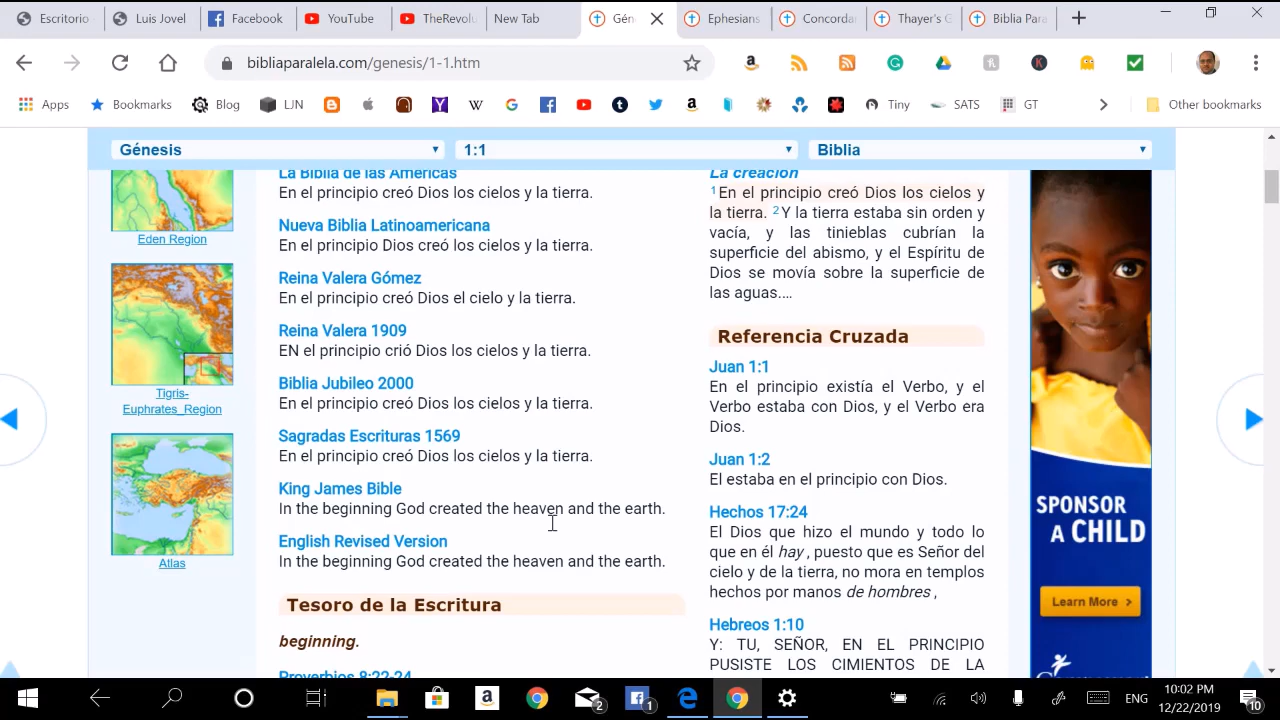 Escritorio
Luis Jovel
Facebook
YouTube
TheRevolu
New Tab
Gén
Ephesians
Concordar
Thayer's G
Biblia Para
bibliaparalela.com/genesis/1-1.htm
Apps
Bookmarks
Blog
LJN
Tiny
SATS
GT
Other bookmarks
Génesis
1:1
Biblia
Eden Region
Tigris-
Euphrates_Region
Atlas
La Biblia de las Américas
En el principio creó Dios los cielos y la tierra.
Nueva Biblia Latinoamericana
En el principio Dios creó los cielos y la tierra.
Reina Valera Gómez
En el principio creó Dios el cielo y la tierra.
Reina Valera 1909
EN el principio crió Dios los cielos y la tierra.
Biblia Jubileo 2000
En el principio creó Dios los cielos y la tierra.
Sagradas Escrituras 1569
En el principio creó Dios los cielos y la tierra.
King James Bible
In the beginning God created the heaven and the earth.
English Revised Version
In the beginning God created the heaven and the earth.
Tesoro de la Escritura
beginning.
Proverbios 8:22-24
La creación
1En el principio creó Dios los cielos y
la tierra. 2Y la tierra estaba sin orden y
vacía, y las tinieblas cubrían la
superficie del abismo, y el Espíritu de
Dios se movía sobre la superficie de
las aguas.…
Referencia Cruzada
Juan 1:1
En el principio existía el Verbo, y el
Verbo estaba con Dios, y el Verbo era
Dios.
Juan 1:2
El estaba en el principio con Dios.
Hechos 17:24
El Dios que hizo el mundo y todo lo
que en él hay , puesto que es Señor del
cielo y de la tierra, no mora en templos
hechos por manos de hombres ,
Hebreos 1:10
Y: TU, SEÑOR, EN EL PRINCIPIO
PUSISTE LOS CIMIENTOS DE LA
SPONSOR
A CHILD
Learn More
2
1
ENG
10:02 PM
12/22/2019
10